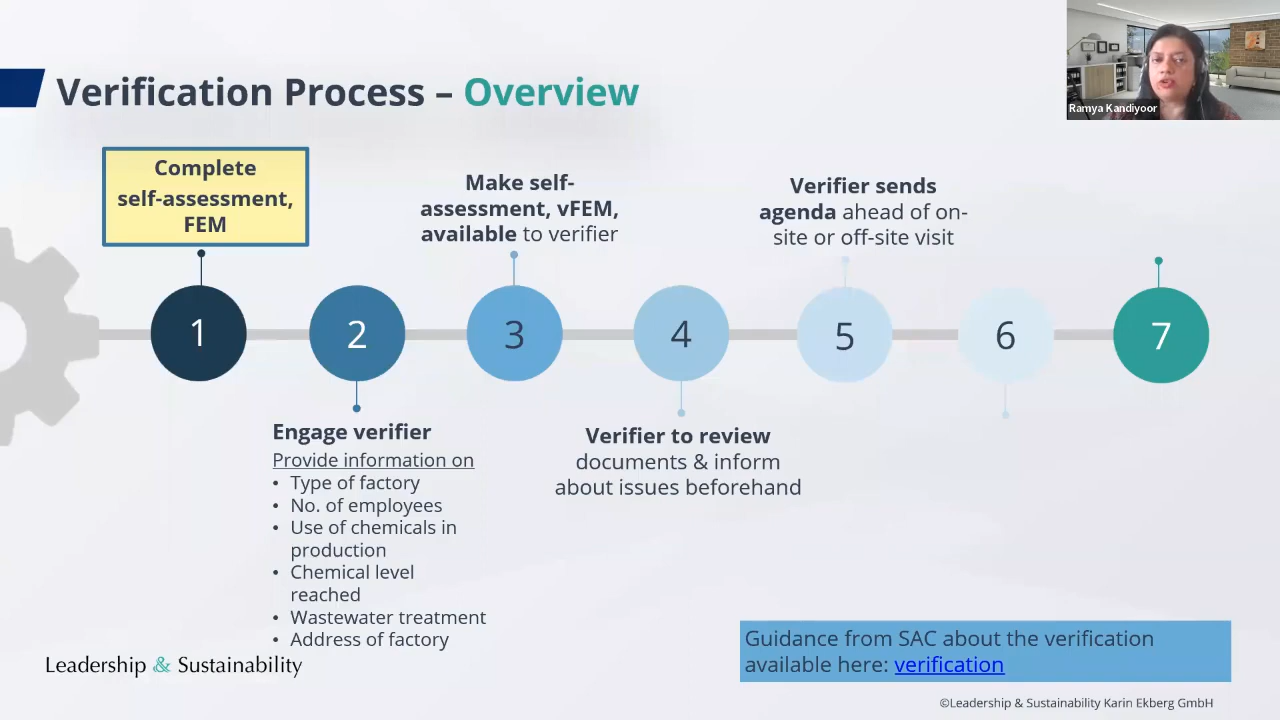 Verification Process – Overview
Ramya Kandiyoor
Complete
self-assessment,
FEM
Make self-
assessment, vFEM,
available to verifier
Verifier sends
agenda ahead of on-
site or off-site visit
1
2
3
4
5
6
7
Engage verifier
Provide information on
• Type of factory
• No. of employees
• Use of chemicals in
production
• Chemical level
reached
• Wastewater treatment
• Address of factory
Verifier to review
documents & inform
about issues beforehand
Guidance from SAC about the verification
available here: verification
Leadership & Sustainability
©Leadership & Sustainability Karin Ekberg GmbH